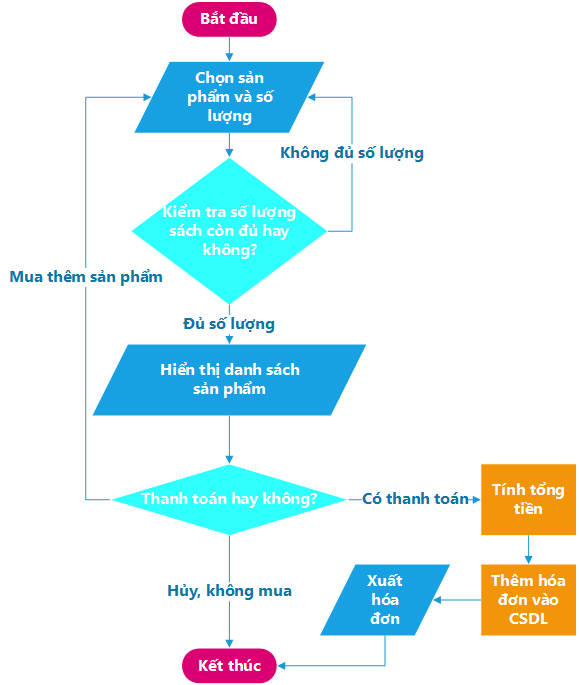 Bắt đầu
Chọn sản
phẩm và số
lượng
Không đủ số lượng
Kiểm tra số lượng
sách còn đủ hay
không?
Mua thêm sản phẩm
Đủ số lượng
Hiển thị danh sách
sản phẩm
Thanh toán hay không?
Có thanh toán
Tính tổng
tiền
Hủy, không mua
Xuất
hóa
đơn
Thêm hóa
đơn vào
CSDL
Kết thúc